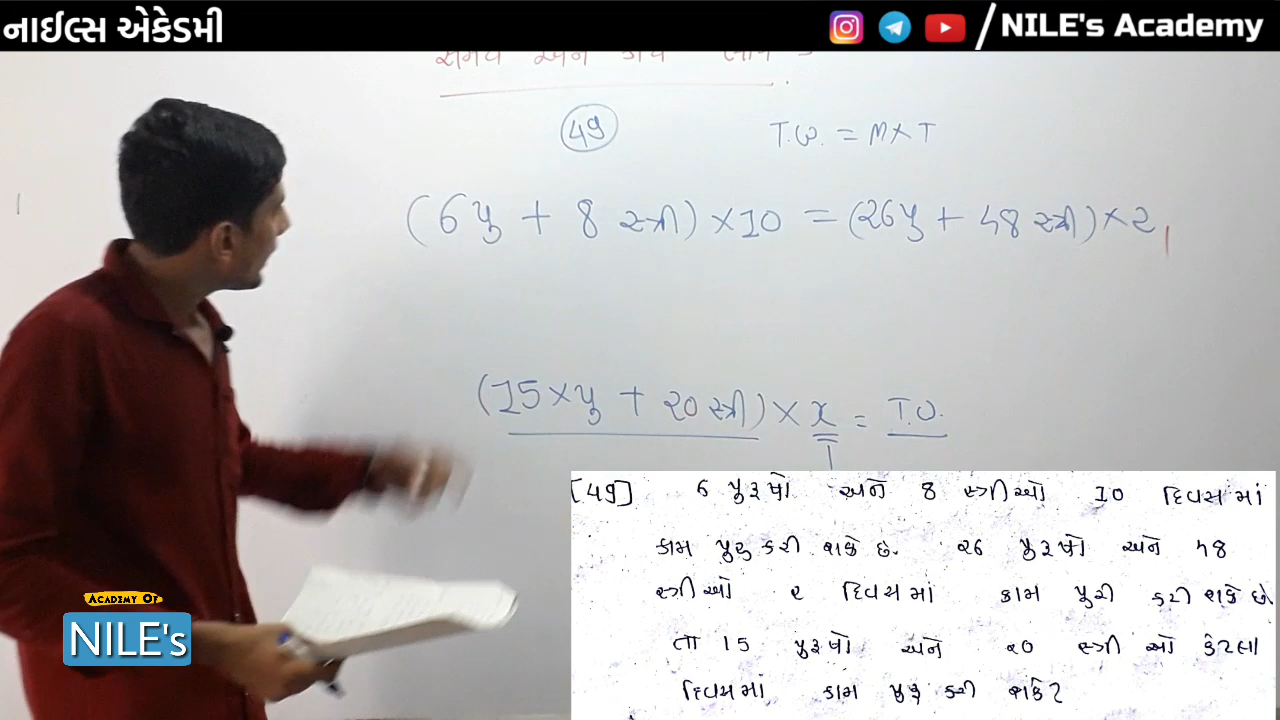 નાઈલ્સ એકેડમી
/NILE's Academy
સમય અને કાર્ય
49
T.W. = M×T
(6 પુ + 8 સ્ત્રી) × 10 = (26 પુ + 48 સ્ત્રી) × 2
(15 × પુ + 20 સ્ત્રી) × x = T.W.
[49] 6 પુરૂષો અને 8 સ્ત્રીઓ 10 દિવસમાં
કામ પુરુ કરી શકે છે. 26 પુરૂષો અને 48
સ્ત્રીઓ 2 દિવસમાં કામ પુરી કરી શકે છે
તો 15 પુરૂષો અને 20 સ્ત્રીઓ કેટલા
દિવસમાં કામ પુરૂ કરી શકે?
ACADEMY OF
NILE's